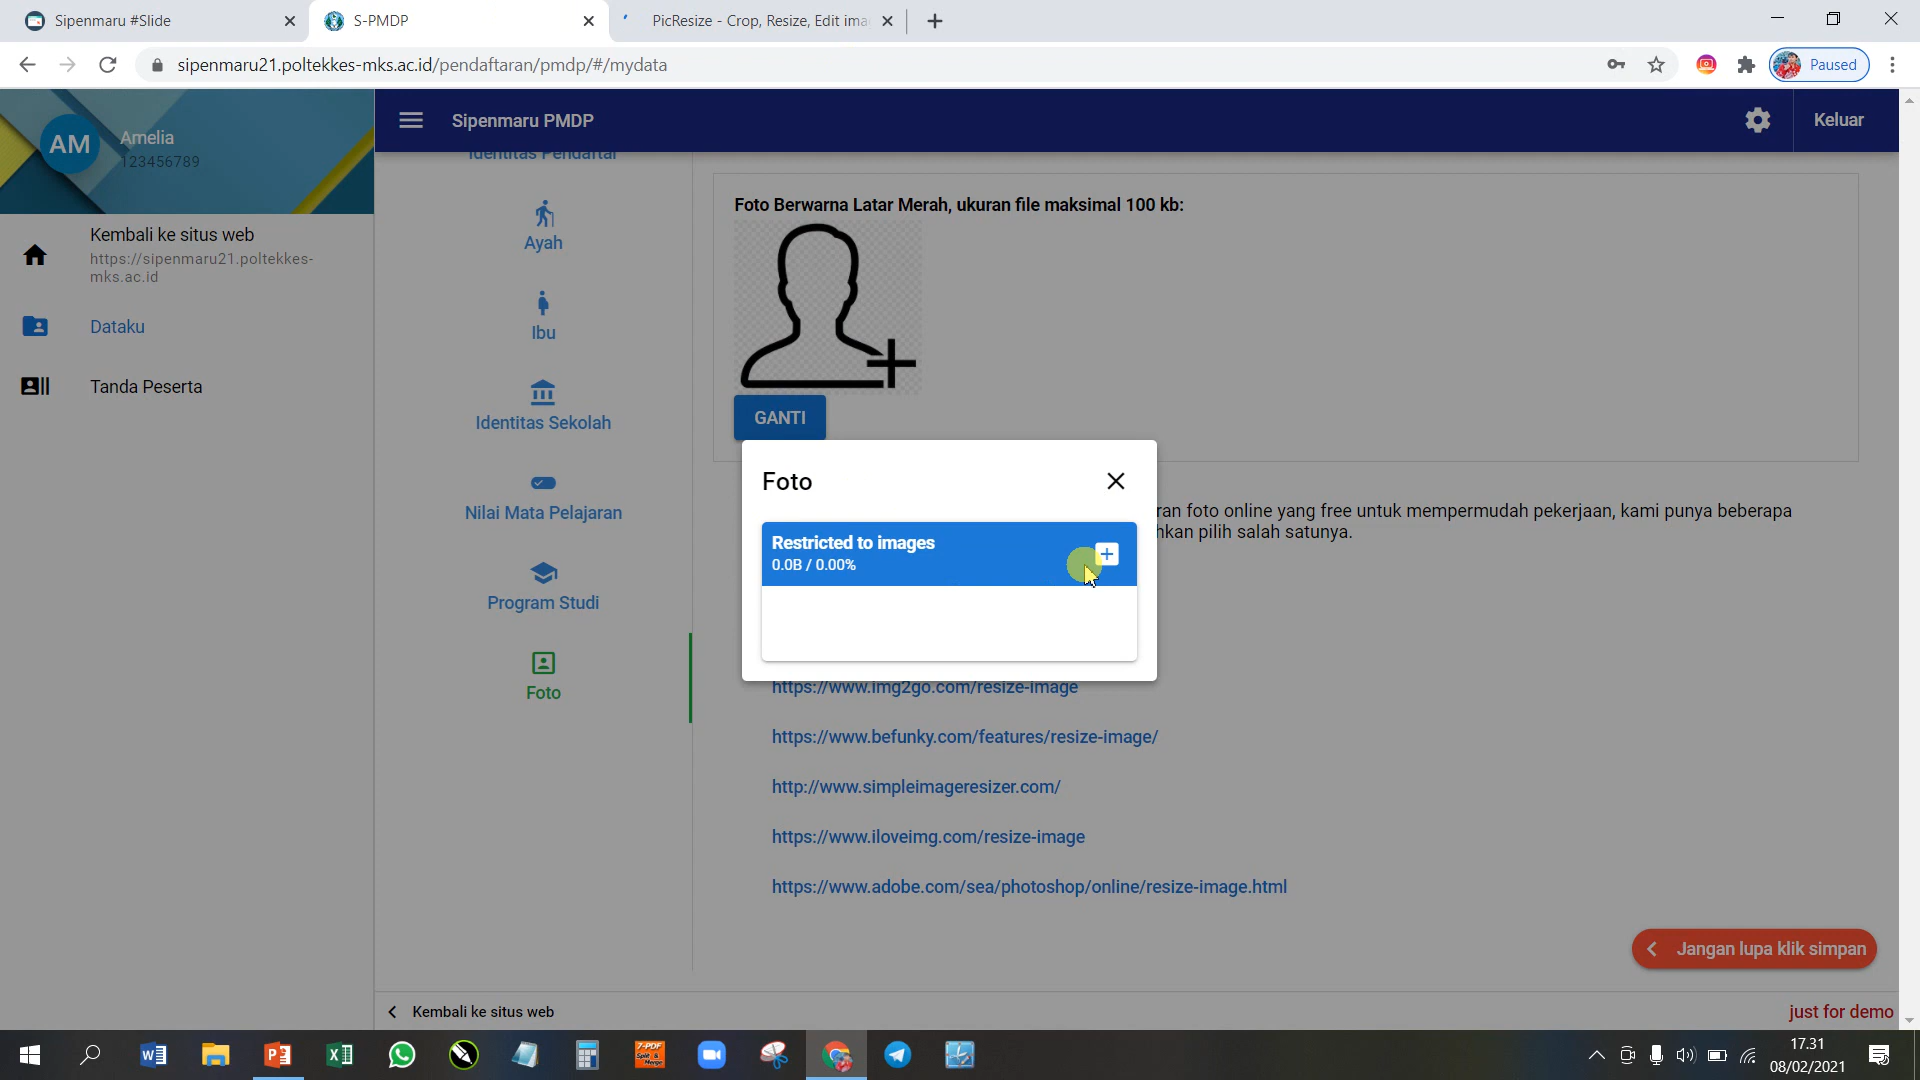 Sipenmaru #Slide
S-PMDP
PicResize - Crop, Resize, Edit ima
sipenmaru21.poltekkes-mks.ac.id/pendaftaran/pmdp/#/mydata
Paused
AM
Amelia
123456789
Sipenmaru PMDP
Keluar
Kembali ke situs web
https://sipenmaru21.poltekkes-
mks.ac.id
Dataku
Tanda Peserta
Identitas Pendaftar
Ayah
Ibu
Identitas Sekolah
Nilai Mata Pelajaran
Program Studi
Foto
Foto Berwarna Latar Merah, ukuran file maksimal 100 kb:
GANTI
Foto
Restricted to images
0.0B / 0.00%
ran foto online yang free untuk mempermudah pekerjaan, kami punya beberapa
hkan pilih salah satunya.
https://www.img2go.com/resize-image
https://www.befunky.com/features/resize-image/
http://www.simpleimageresizer.com/
https://www.iloveimg.com/resize-image
https://www.adobe.com/sea/photoshop/online/resize-image.html
Jangan lupa klik simpan
Kembali ke situs web
just for demo
7-PDF
Split &
Merge
17.31
08/02/2021